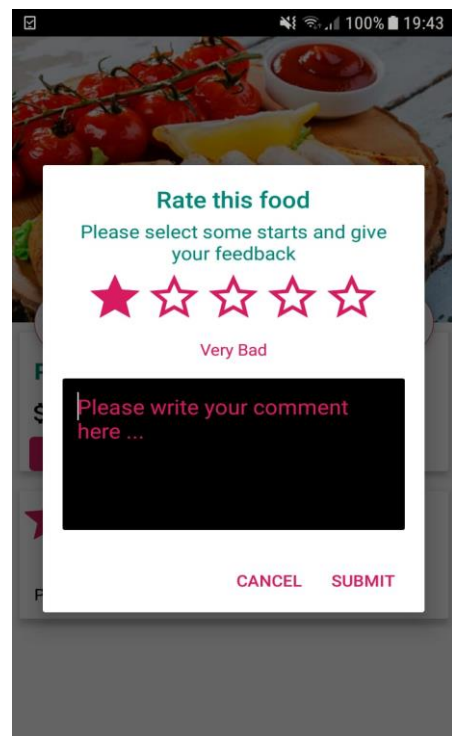 100% 19:43
Rate this food
Please select some starts and give
your feedback
Very Bad
Please write your comment
here ...
CANCEL SUBMIT
$
P